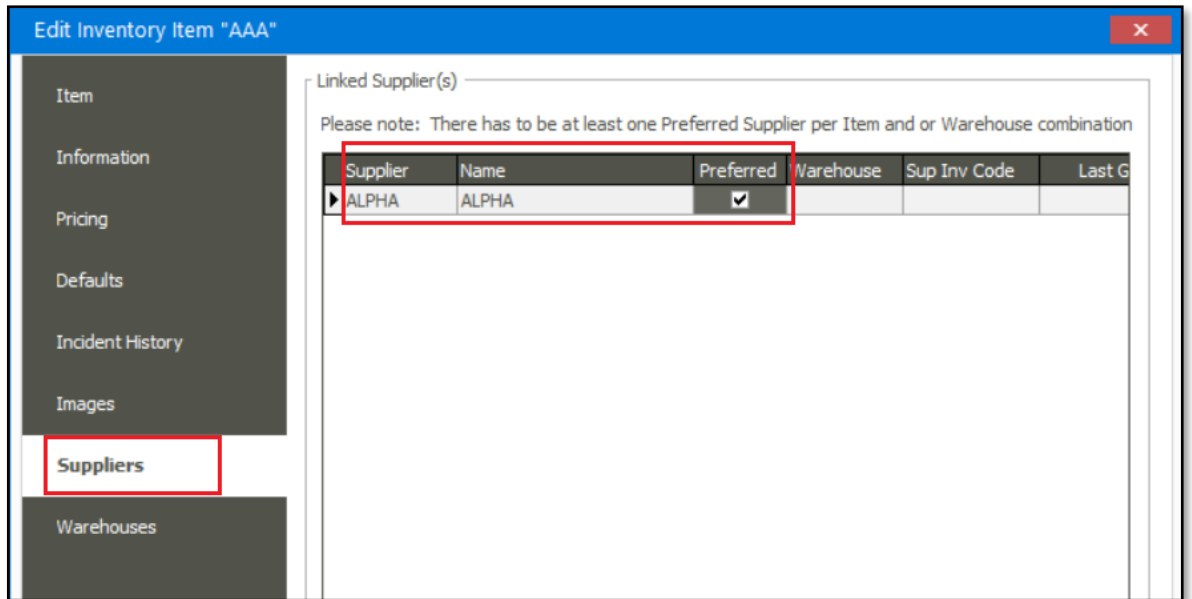 Edit Inventory Item "AAA"
Item
Information
Pricing
Defaults
Incident History
Images
Suppliers
Warehouses
Linked Supplier(s)
Please note: There has to be at least one Preferred Supplier per Item and or Warehouse combination
Supplier Name Preferred Warehouse Sup Inv Code Last G
ALPHA ALPHA